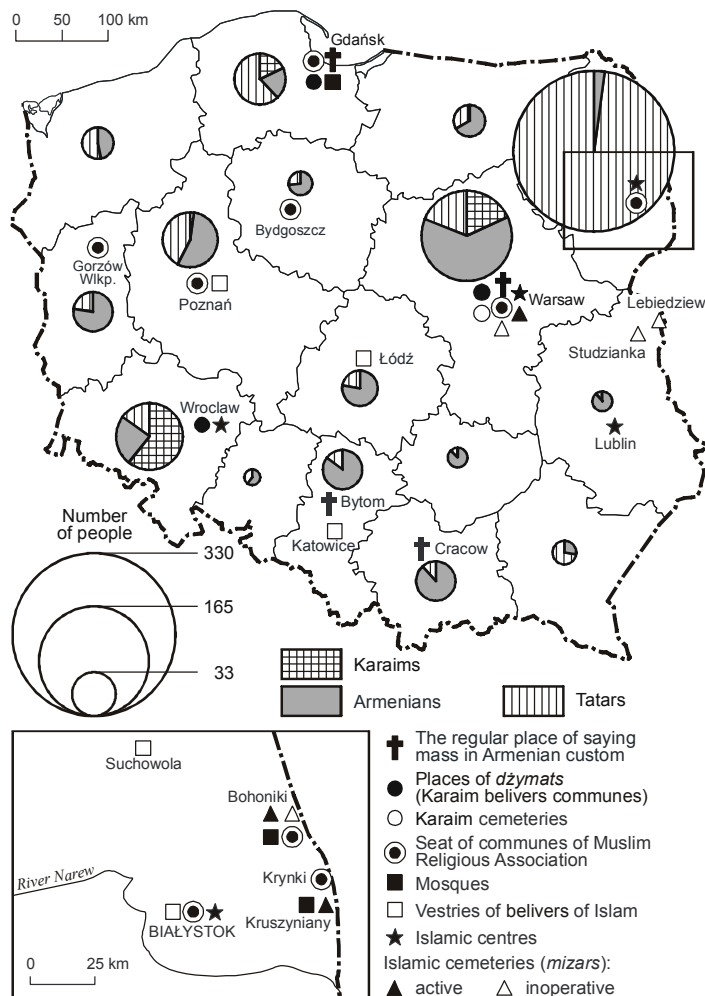 0 50 100 km
Gdańsk
Bydgoszcz
Gorzów
Wlkp.
Poznań
Warsaw
Lebiedziew
Studzianka
Łódź
Wroclaw
Lublin
Bytom
Katowice
Cracow
Number
of people
330
165
33
Karaims
Armenians
Tatars
Suchowola
Bohoniki
River Narew
Krynki
Kruszyniany
BIAŁYSTOK
0 25 km
The regular place of saying
mass in Armenian custom
Places of dżymats
(Karaim belivers communes)
Karaim cemeteries
Seat of communes of Muslim
Religious Association
Mosques
Vestries of belivers of Islam
Islamic centres
Islamic cemeteries (mizars):
active inoperative